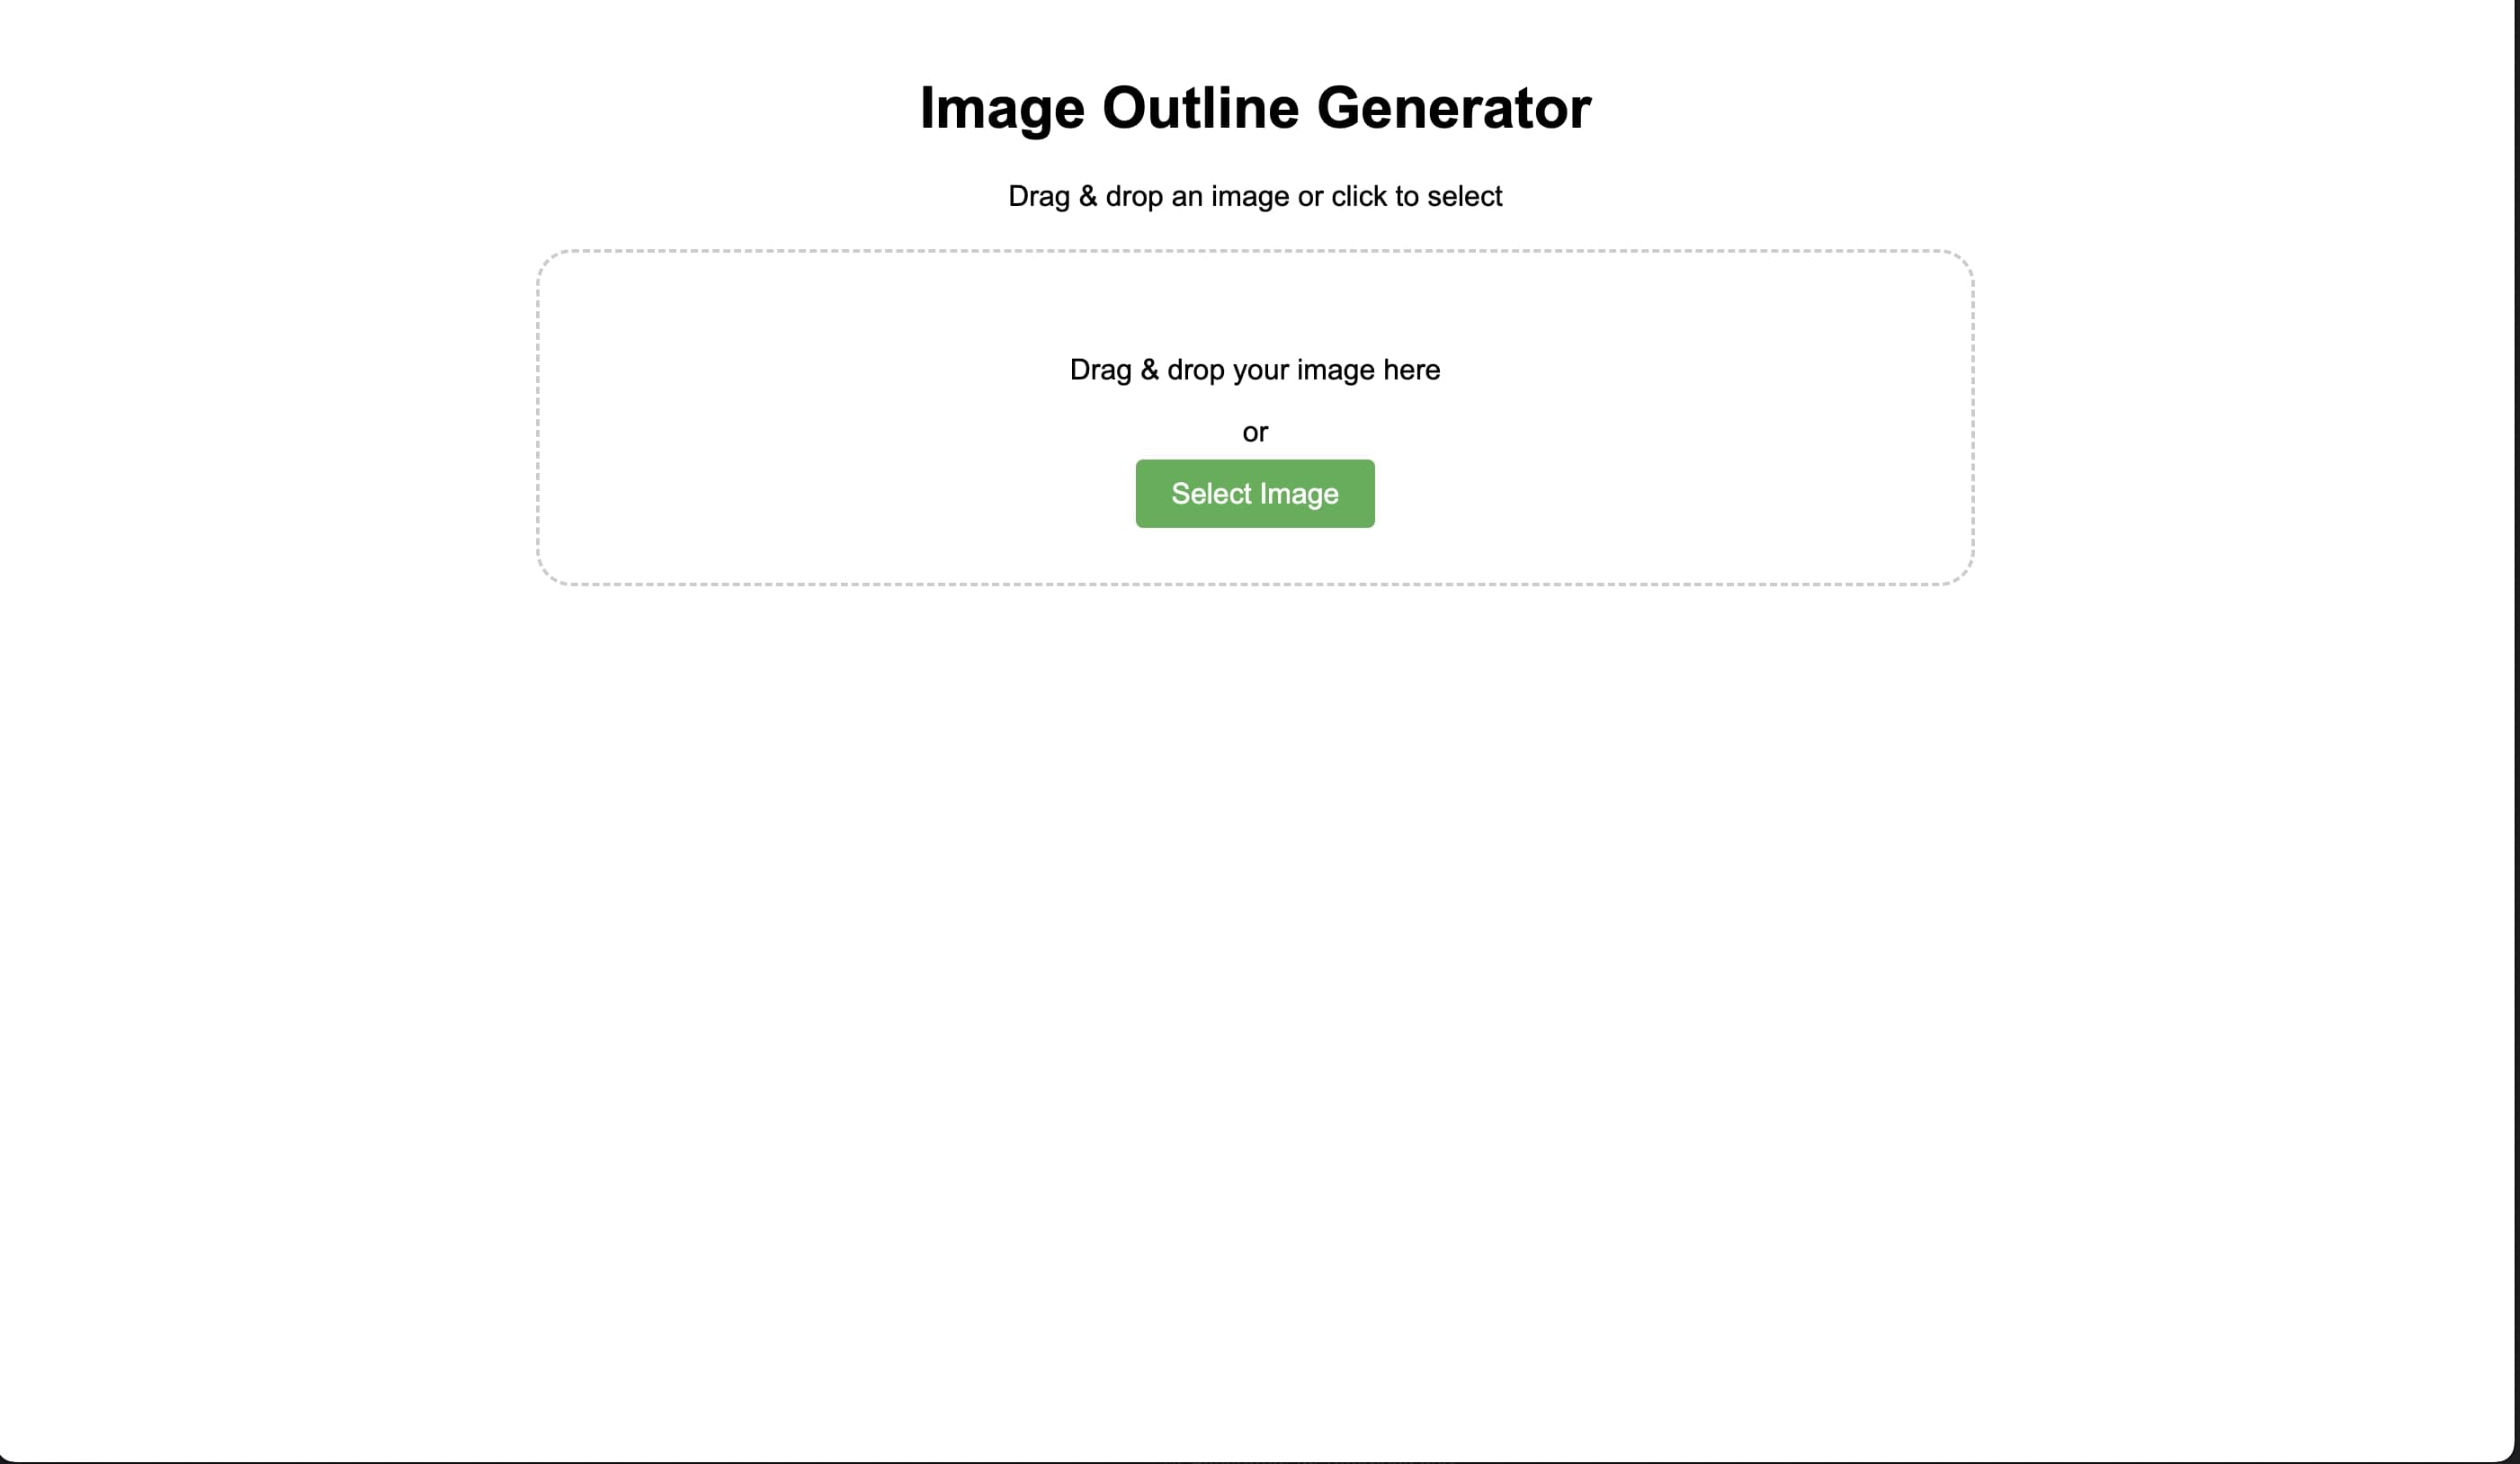 Image Outline Generator
Drag & drop an image or click to select
Drag & drop your image here
or
Select Image